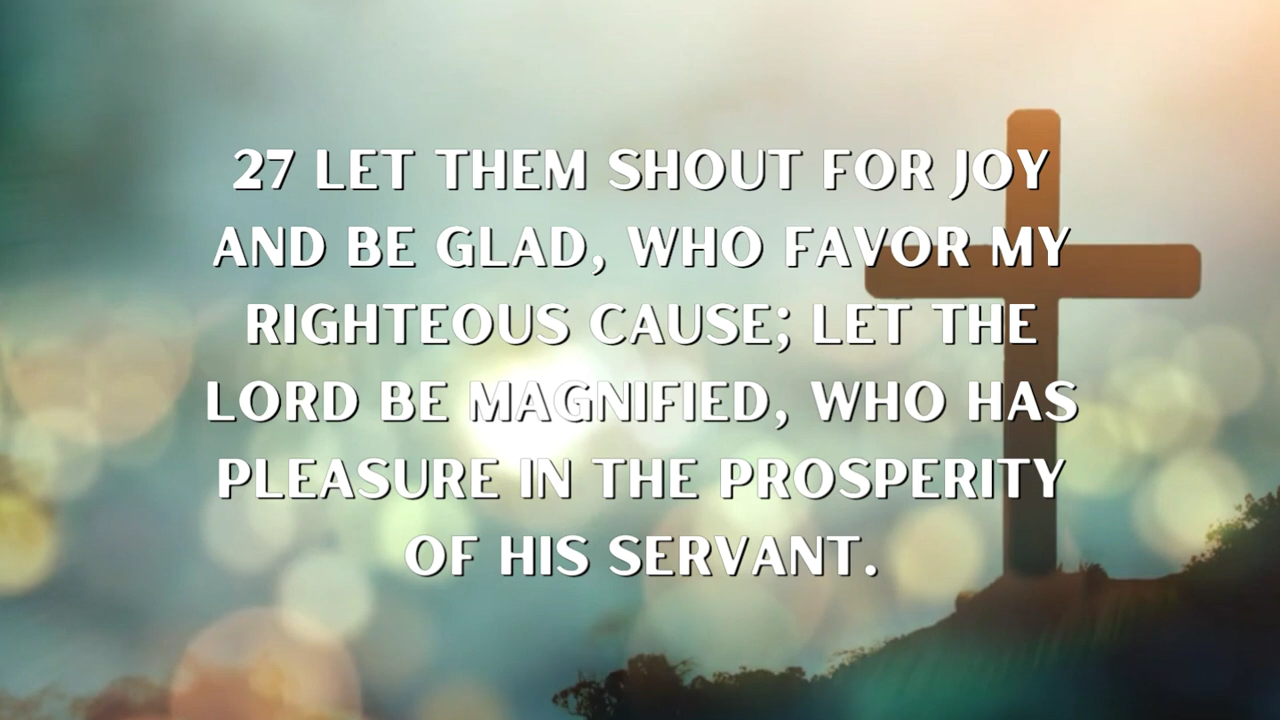 27 LET THEM SHOUT FOR JOY
AND BE GLAD, WHO FAVOR MY
RIGHTEOUS CAUSE; LET THE
LORD BE MAGNIFIED, WHO HAS
PLEASURE IN THE PROSPERITY
OF HIS SERVANT.